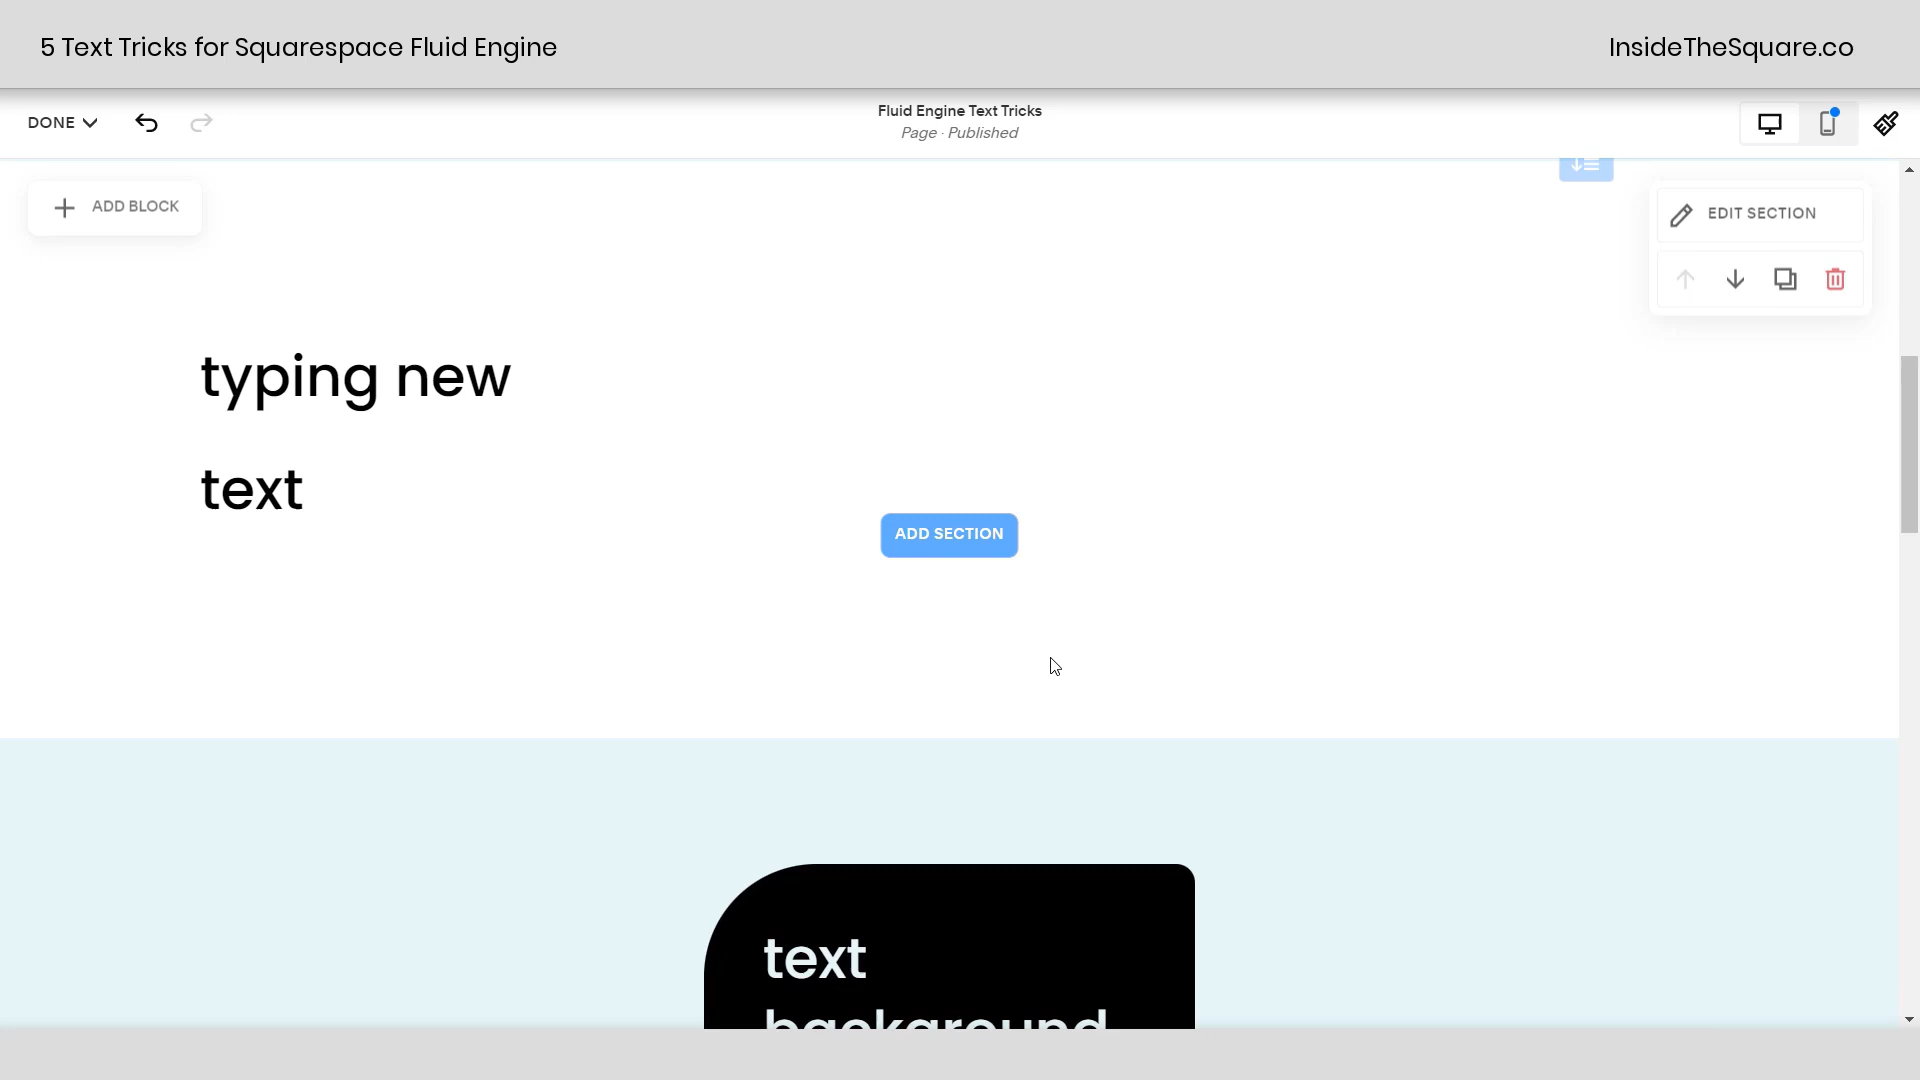 5 Text Tricks for Squarespace Fluid Engine
InsideTheSquare.co
DONE
Fluid Engine Text Tricks
Page · Published
ADD BLOCK
EDIT SECTION
typing new
text
ADD SECTION
text
background